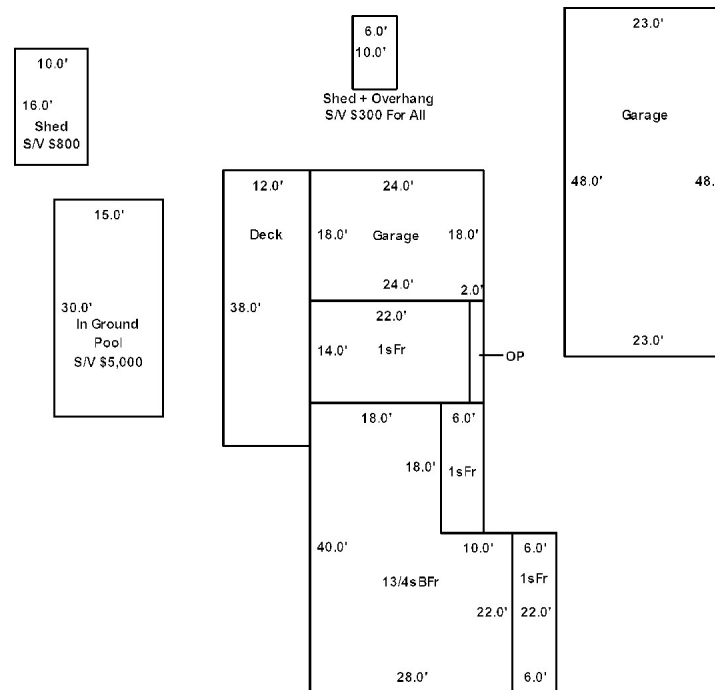 10.0'
16.0'
Shed
S/V $800
6.0'
10.0'
Shed + Overhang
S/V $300 For All
23.0'
Garage
48.0'
48.
23.0'
15.0'
30.0'
In Ground
Pool
S/V $5,000
12.0'
Deck
38.0'
24.0'
18.0'
Garage
18.0'
24.0'
2.0'
22.0'
14.0'
1sFr
OP
18.0'
6.0'
18.0'
1sFr
40.0'
10.0'
6.0'
13/4sBFr
1sFr
22.0'
22.0'
28.0'
6.0'